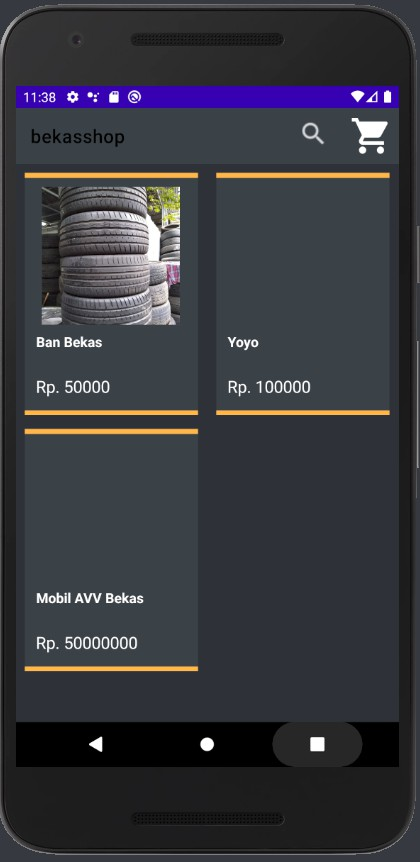 11:38
bekasshop
Ban Bekas
Rp. 50000
Yoyo
Rp. 100000
Mobil AVV Bekas
Rp. 50000000